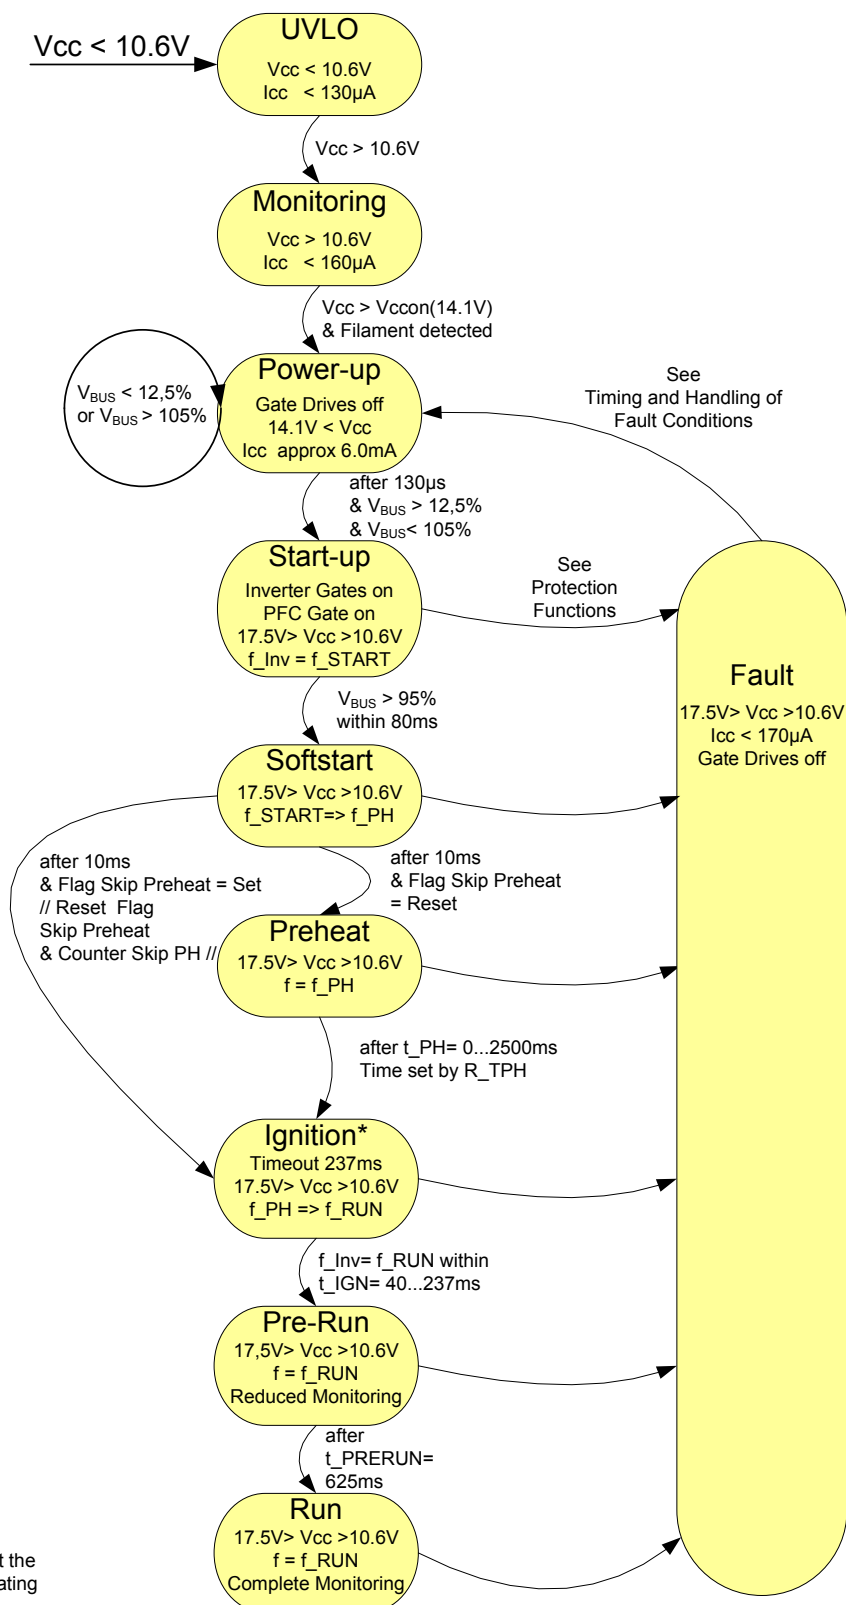 Vcc < 10.6V
UVLO
Vcc < 10.6V
Icc < 130µA
Vcc > 10.6V
Monitoring
Vcc > 10.6V
Icc < 160µA
Vcc > Vccon(14.1V)
& Filament detected
V_BUS < 12,5%
or V_BUS > 105%
Power-up
Gate Drives off
14.1V < Vcc
Icc approx 6.0mA
See
Timing and Handling of
Fault Conditions
after 130µs
& V_BUS > 12,5%
& V_BUS< 105%
Start-up
Inverter Gates on
PFC Gate on
17.5V> Vcc >10.6V
f_Inv = f_START
See
Protection
Functions
Fault
17.5V> Vcc >10.6V
Icc < 170µA
Gate Drives off
V_BUS > 95%
within 80ms
Softstart
17.5V> Vcc >10.6V
f_START=> f_PH
after 10ms
& Flag Skip Preheat = Set
// Reset Flag
Skip Preheat
& Counter Skip PH //
after 10ms
& Flag Skip Preheat
= Reset
Preheat
17.5V> Vcc >10.6V
f = f_PH
after t_PH= 0...2500ms
Time set by R_TPH
Ignition*
Timeout 237ms
17.5V> Vcc >10.6V
f_PH => f_RUN
f_Inv= f_RUN within
t_IGN= 40...237ms
Pre-Run
17,5V> Vcc >10.6V
f = f_RUN
Reduced Monitoring
after
t_PRERUN=
625ms
Run
17.5V> Vcc >10.6V
f = f_RUN
Complete Monitoring
t the
ating